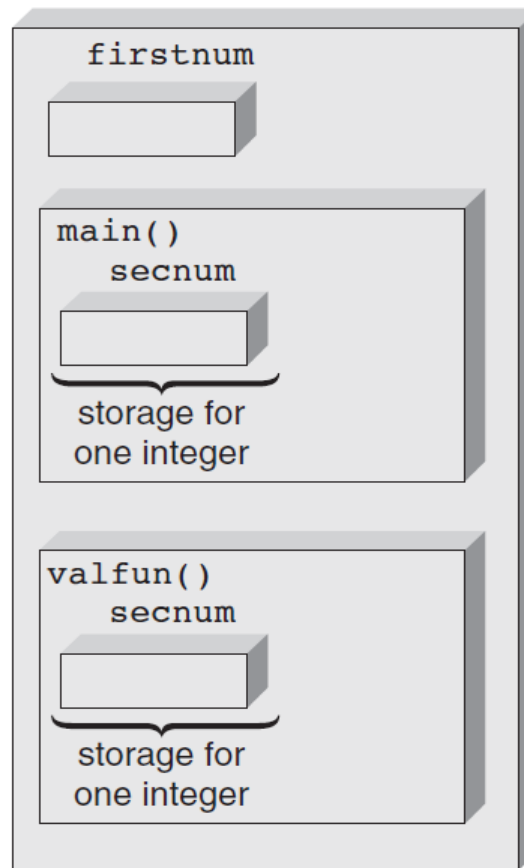 firstnum
main()
secnum
storage for
one integer
valfun()
secnum
storage for
one integer